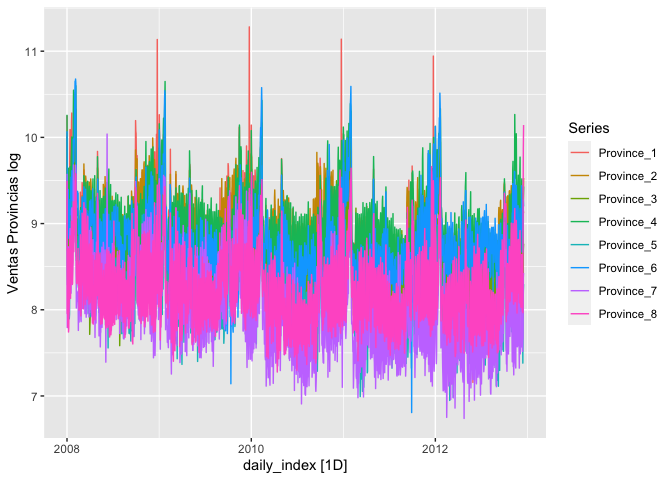 11
10
9
8
7
Ventas Provincias log
2008
2010
2012
daily_index [1D]
Series
Province_1
Province_2
Province_3
Province_4
Province_5
Province_6
Province_7
Province_8